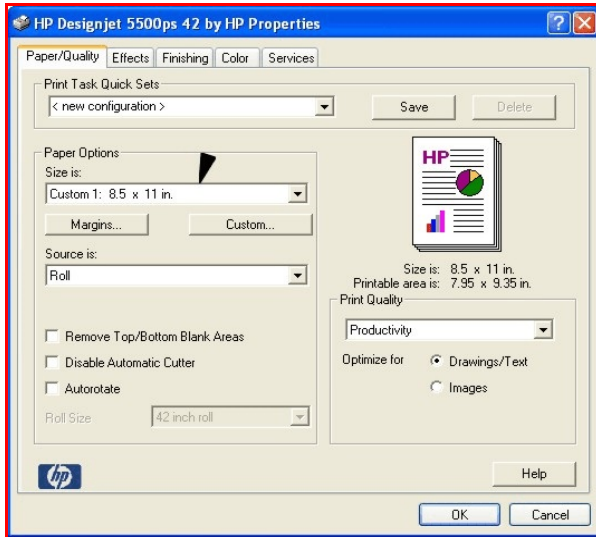 HP Designjet 5500ps 42 by HP Properties
Paper/Quality Effects Finishing Color Services
Print Task Quick Sets
< new configuration >
Save Delete
Paper Options
Size is:
Custom 1: 8.5 x 11 in.
Margins... Custom...
Source is:
Roll
Remove Top/Bottom Blank Areas
Disable Automatic Cutter
Autorotate
Roll Size 42 inch roll
HP
Size is: 8.5 x 11 in.
Printable area is: 7.95 x 9.35 in.
Print Quality
Productivity
Optimize for Drawings/Text
Images
hp
Help
OK Cancel